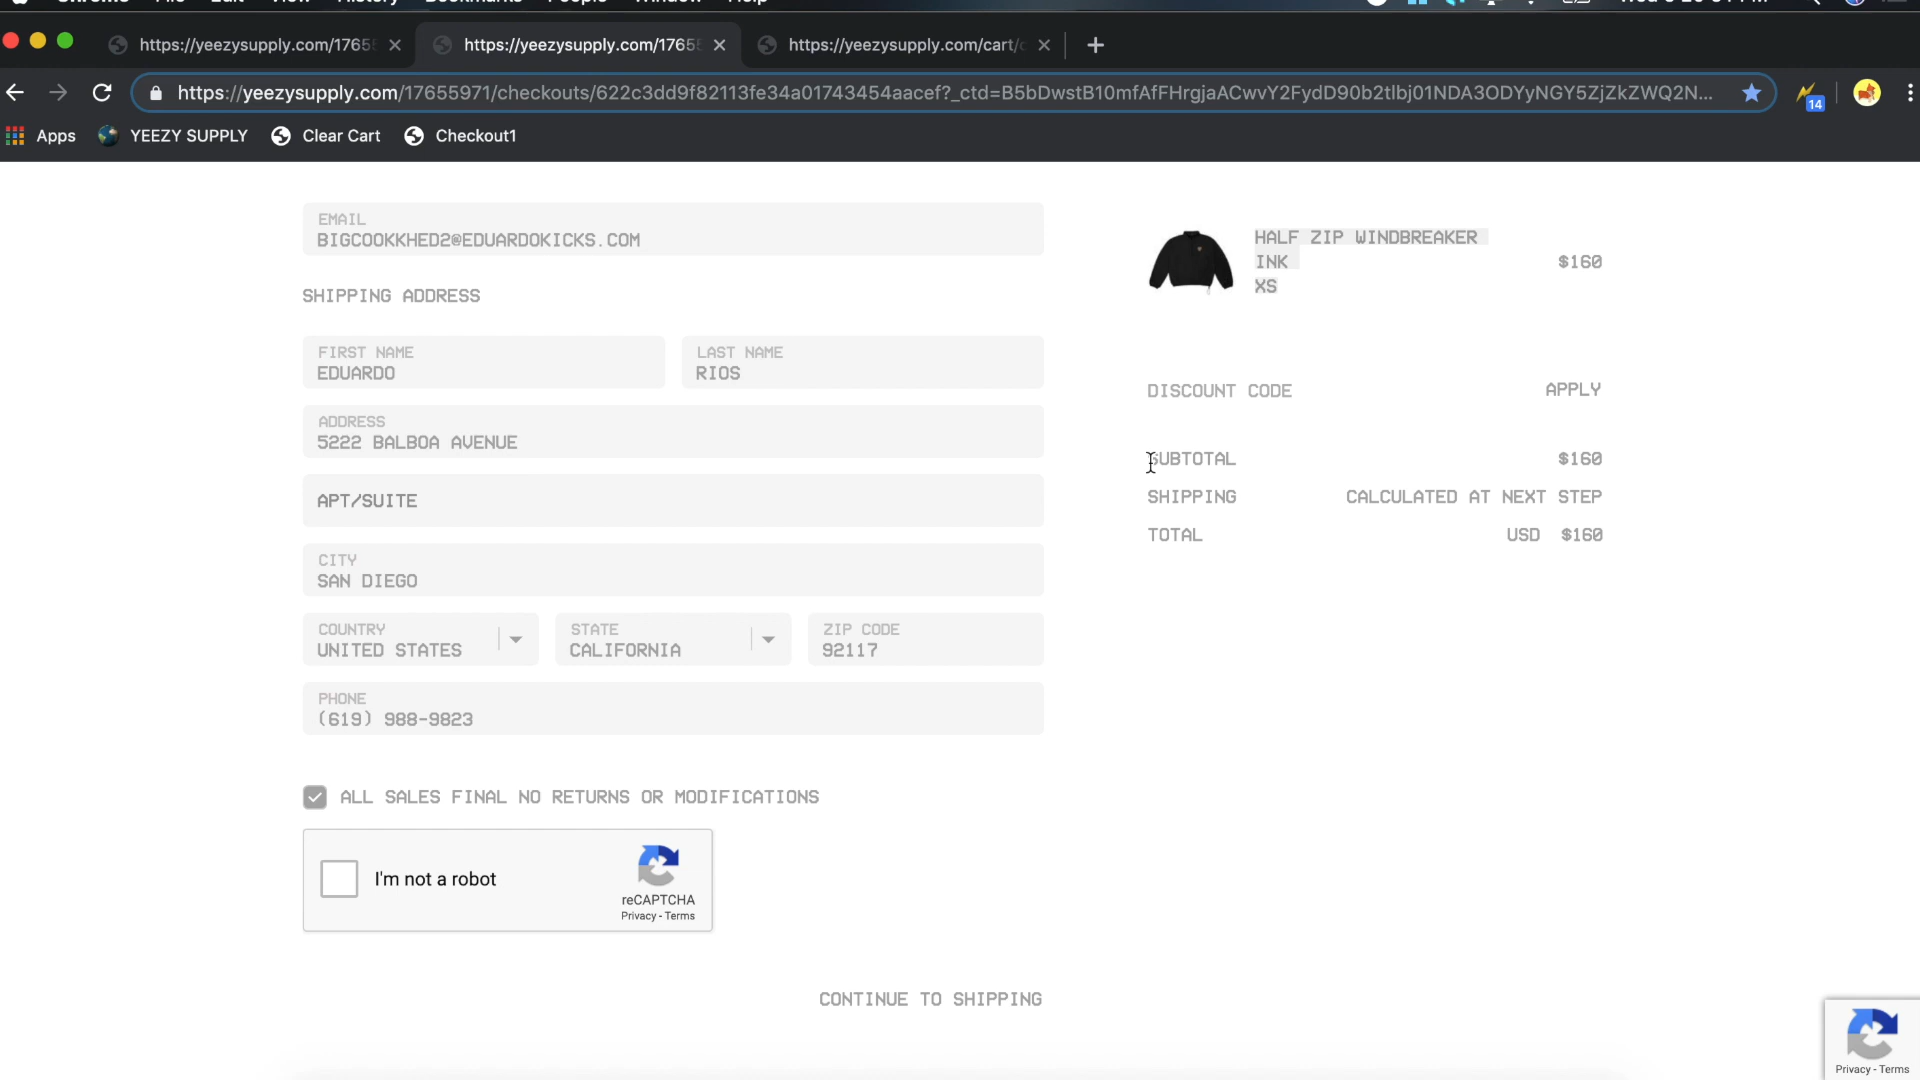 https://yeezysupply.com/1765
https://yeezysupply.com/1765
https://yeezysupply.com/cart/
https://yeezysupply.com/17655971/checkouts/622c3dd9f82113fe34a01743454aacef?_ctd=B5bDwstB10mfAfFHrgjaACwvY2FydD90b2tlbj01NDA3ODYyNGY5ZjZkZWQ2N...
14
Apps
YEEZY SUPPLY
Clear Cart
Checkout1
EMAIL
BIGCOOKKHED2@EDUARDOKICKS.COM
SHIPPING ADDRESS
FIRST NAME
EDUARDO
LAST NAME
RIOS
ADDRESS
5222 BALBOA AVENUE
APT/SUITE
CITY
SAN DIEGO
COUNTRY
UNITED STATES
STATE
CALIFORNIA
ZIP CODE
92117
PHONE
(619) 988-9823
ALL SALES FINAL NO RETURNS OR MODIFICATIONS
I'm not a robot
reCAPTCHA
Privacy - Terms
CONTINUE TO SHIPPING
HALF ZIP WINDBREAKER
INK
XS
$160
DISCOUNT CODE
APPLY
SUBTOTAL
$160
SHIPPING
CALCULATED AT NEXT STEP
TOTAL
USD $160
Privacy - Terms